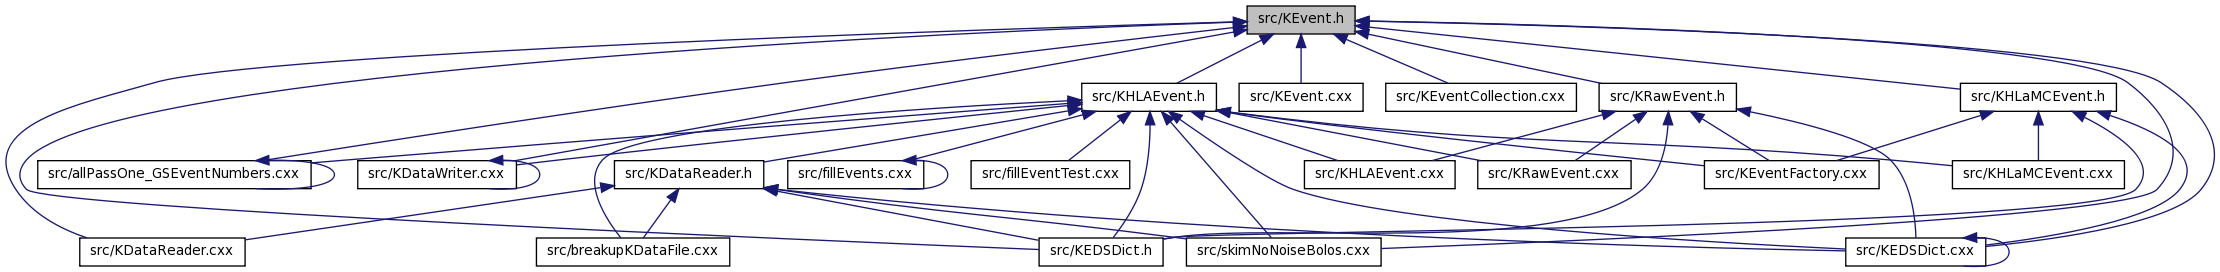 src/KEvent.h
src/KHLAEvent.h
src/KEvent.cxx
src/KEventCollection.cxx
src/KRawEvent.h
src/KHLaMCEvent.h
src/allPassOne_GSEventNumbers.cxx
src/KDataWriter.cxx
src/KDataReader.h
src/fillEvents.cxx
src/fillEventTest.cxx
src/KHLAEvent.cxx
src/KRawEvent.cxx
src/KEventFactory.cxx
src/KHLaMCEvent.cxx
src/KDataReader.cxx
src/breakupKDataFile.cxx
src/KEDSDict.h
src/skimNoNoiseBolos.cxx
src/KEDSDict.cxx